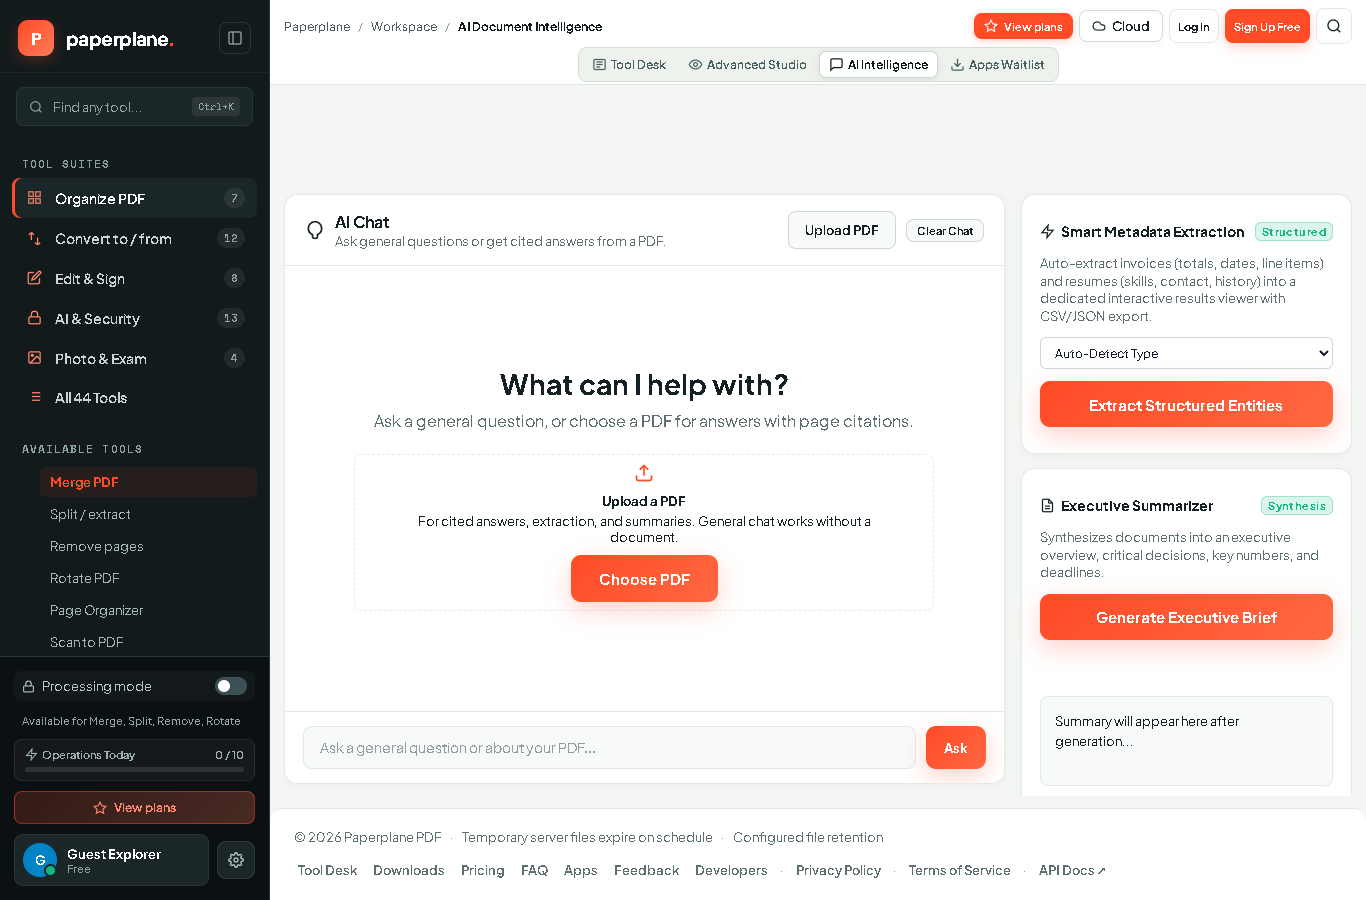 P paperplane.
Find any tool... Ctrl+K
TOOL SUITES
Organize PDF 7
Convert to / from 12
Edit & Sign 8
AI & Security 13
Photo & Exam 4
All 44 Tools
AVAILABLE TOOLS
Merge PDF
Split / extract
Remove pages
Rotate PDF
Page Organizer
Scan to PDF
Processing mode
Available for Merge, Split, Remove, Rotate
Operations Today 0 / 10
View plans
G Guest Explorer
Free
Paperplane / Workspace / AI Document Intelligence
View plans Cloud Log In Sign Up Free
Tool Desk Advanced Studio AI Intelligence Apps Waitlist
AI Chat
Ask general questions or get cited answers from a PDF.
Upload PDF Clear Chat
What can I help with?
Ask a general question, or choose a PDF for answers with page citations.
Upload a PDF
For cited answers, extraction, and summaries. General chat works without a
document.
Choose PDF
Ask a general question or about your PDF...
Ask
Smart Metadata Extraction Structured
Auto-extract invoices (totals, dates, line items)
and resumes (skills, contact, history) into a
dedicated interactive results viewer with
CSV/JSON export.
Auto-Detect Type
Extract Structured Entities
Executive Summarizer Synthesis
Synthesizes documents into an executive
overview, critical decisions, key numbers, and
deadlines.
Generate Executive Brief
Summary will appear here after
generation...
© 2026 Paperplane PDF · Temporary server files expire on schedule · Configured file retention
Tool Desk Downloads Pricing FAQ Apps Feedback Developers · Privacy Policy · Terms of Service · API Docs ↗